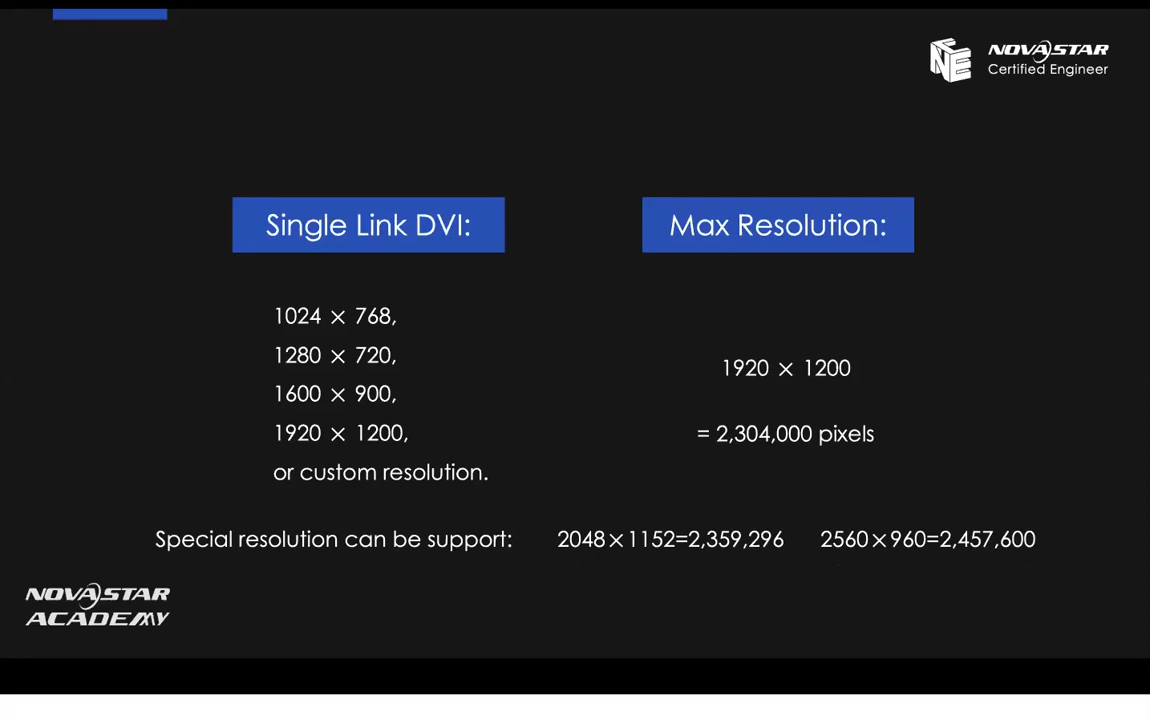 NOVASTAR
Certified Engineer
Single Link DVI:
Max Resolution:
1024 × 768,
1280 × 720,
1600 × 900,
1920 × 1200,
or custom resolution.
1920 × 1200
= 2,304,000 pixels
Special resolution can be support: 2048×1152=2,359,296 2560×960=2,457,600
NOVASTAR
ACADEMY